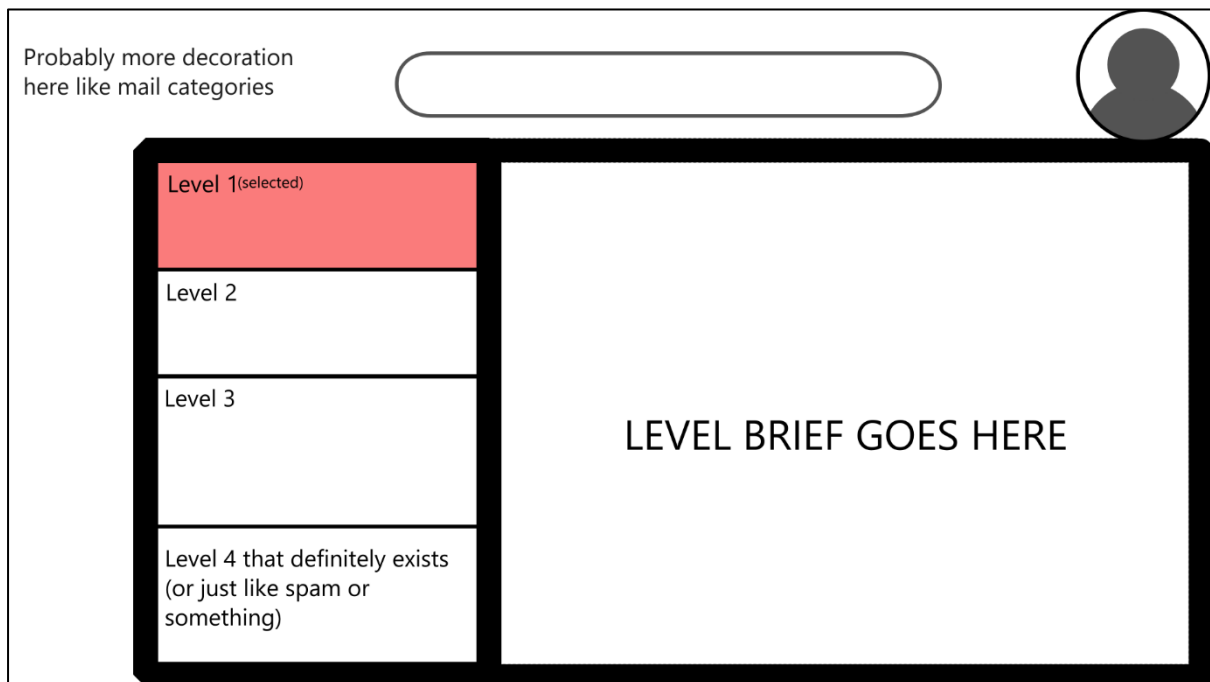 Probably more decoration
here like mail categories
Level 1(selected)
Level 2
Level 3
Level 4 that definitely exists
(or just like spam or
something)
LEVEL BRIEF GOES HERE